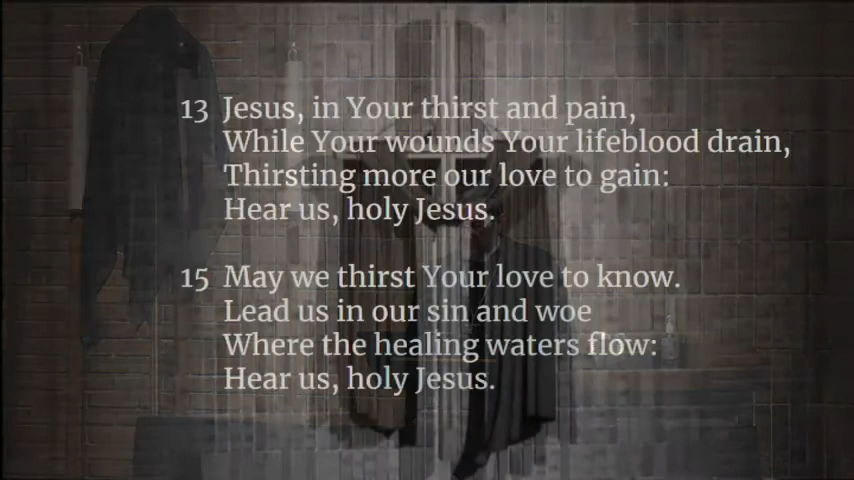 13 Jesus, in Your thirst and pain,
While Your wounds Your lifeblood drain,
Thirsting more our love to gain:
Hear us, holy Jesus.
15 May we thirst Your love to know.
Lead us in our sin and woe
Where the healing waters flow:
Hear us, holy Jesus.